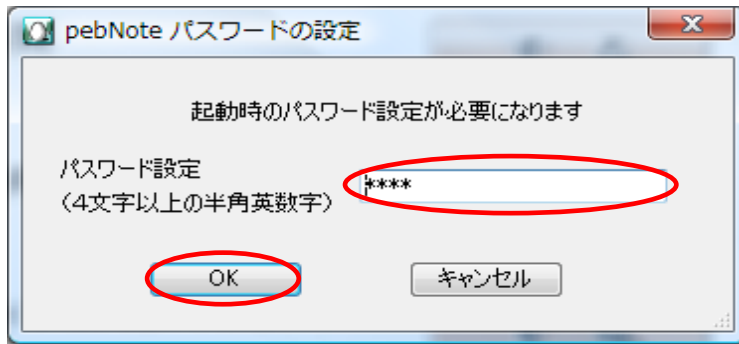 pebNote パスワードの設定
起動時のパスワード設定が必要になります
パスワード設定
(4文字以上の半角英数字)
****
OK
キャンセル